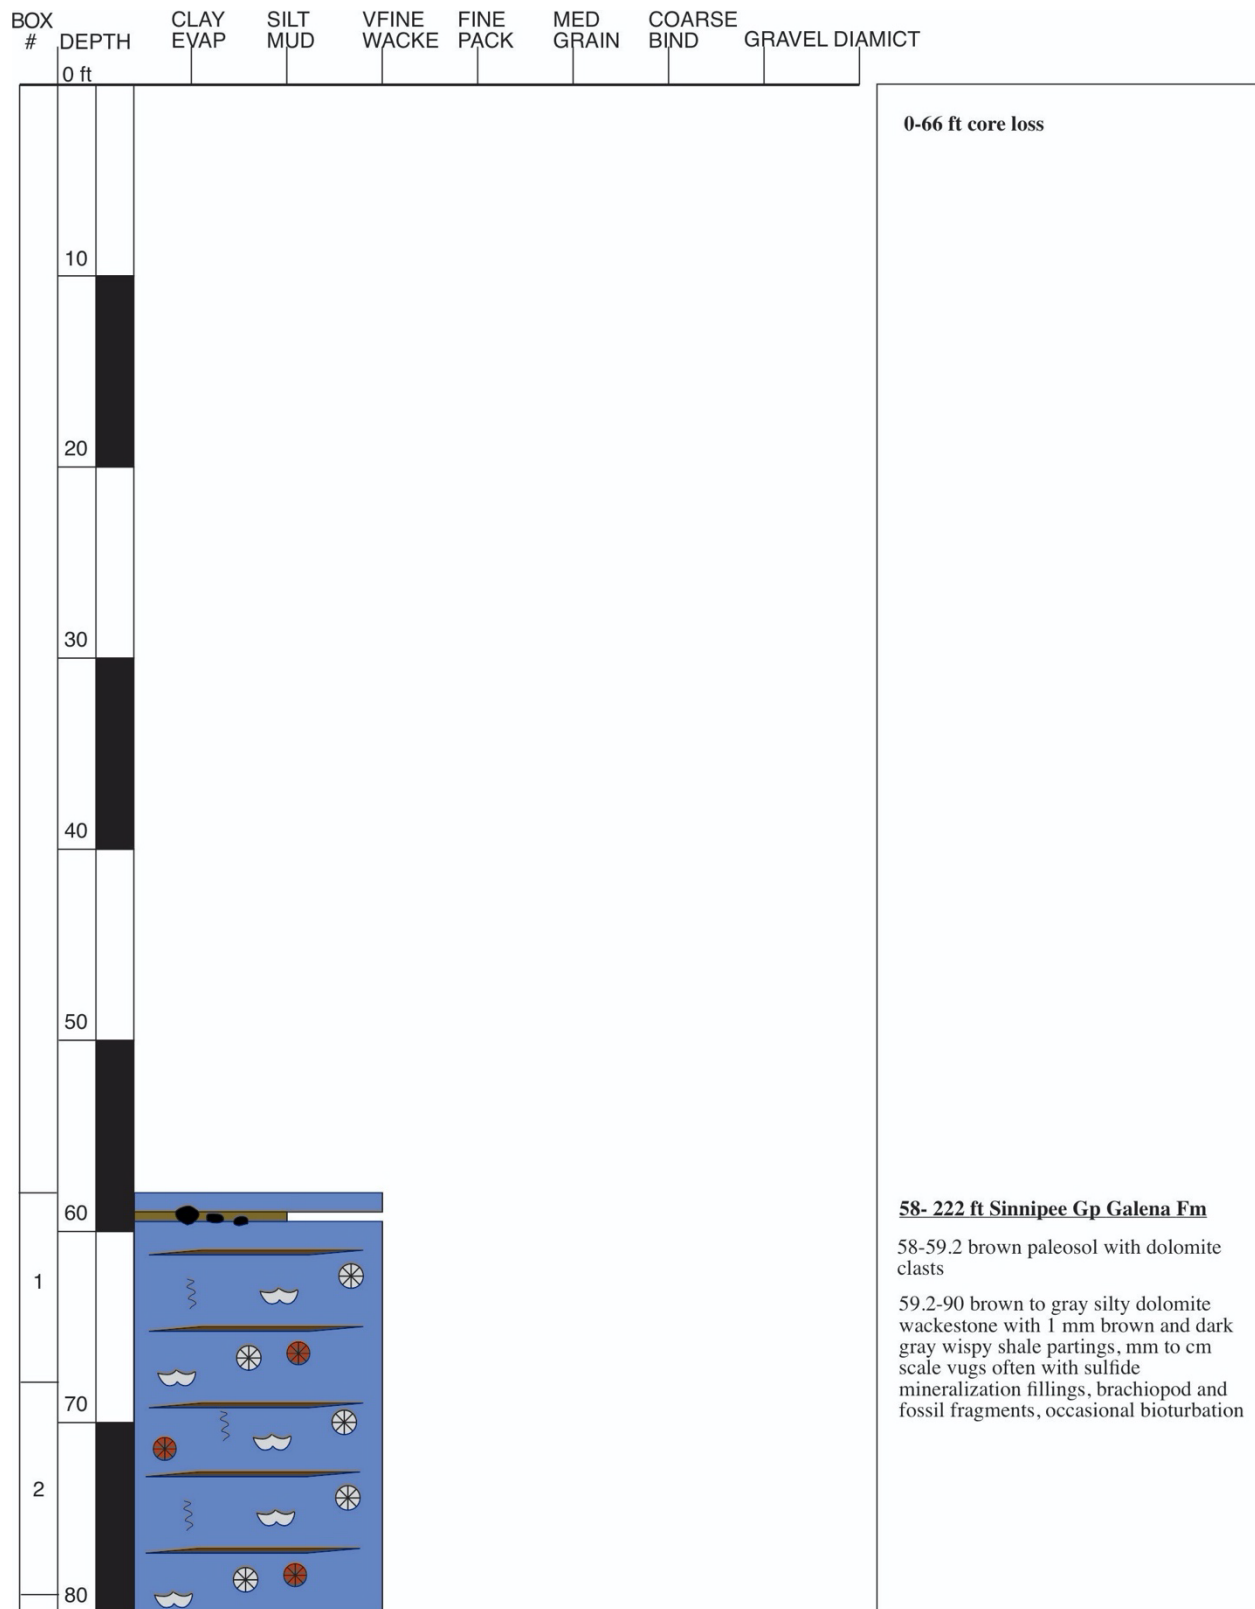 BOX
#
DEPTH
CLAY
EVAP
SILT
MUD
VFINE
WACKE
FINE
PACK
MED
GRAIN
COARSE
BIND
GRAVEL DIAMICT
0 ft
0-66 ft core loss
10
20
30
40
50
60
58- 222 ft Sinnipee Gp Galena Fm
58-59.2 brown paleosol with dolomite
clasts
1
59.2-90 brown to gray silty dolomite
wackestone with 1 mm brown and dark
gray wispy shale partings, mm to cm
scale vugs often with sulfide
mineralization fillings, brachiopod and
fossil fragments, occasional bioturbation
70
2
80